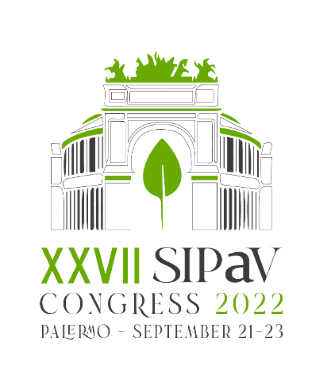 XXVII SIPaV
CONGRESS 2022
PALERMO - SEPTEMBER 21-23